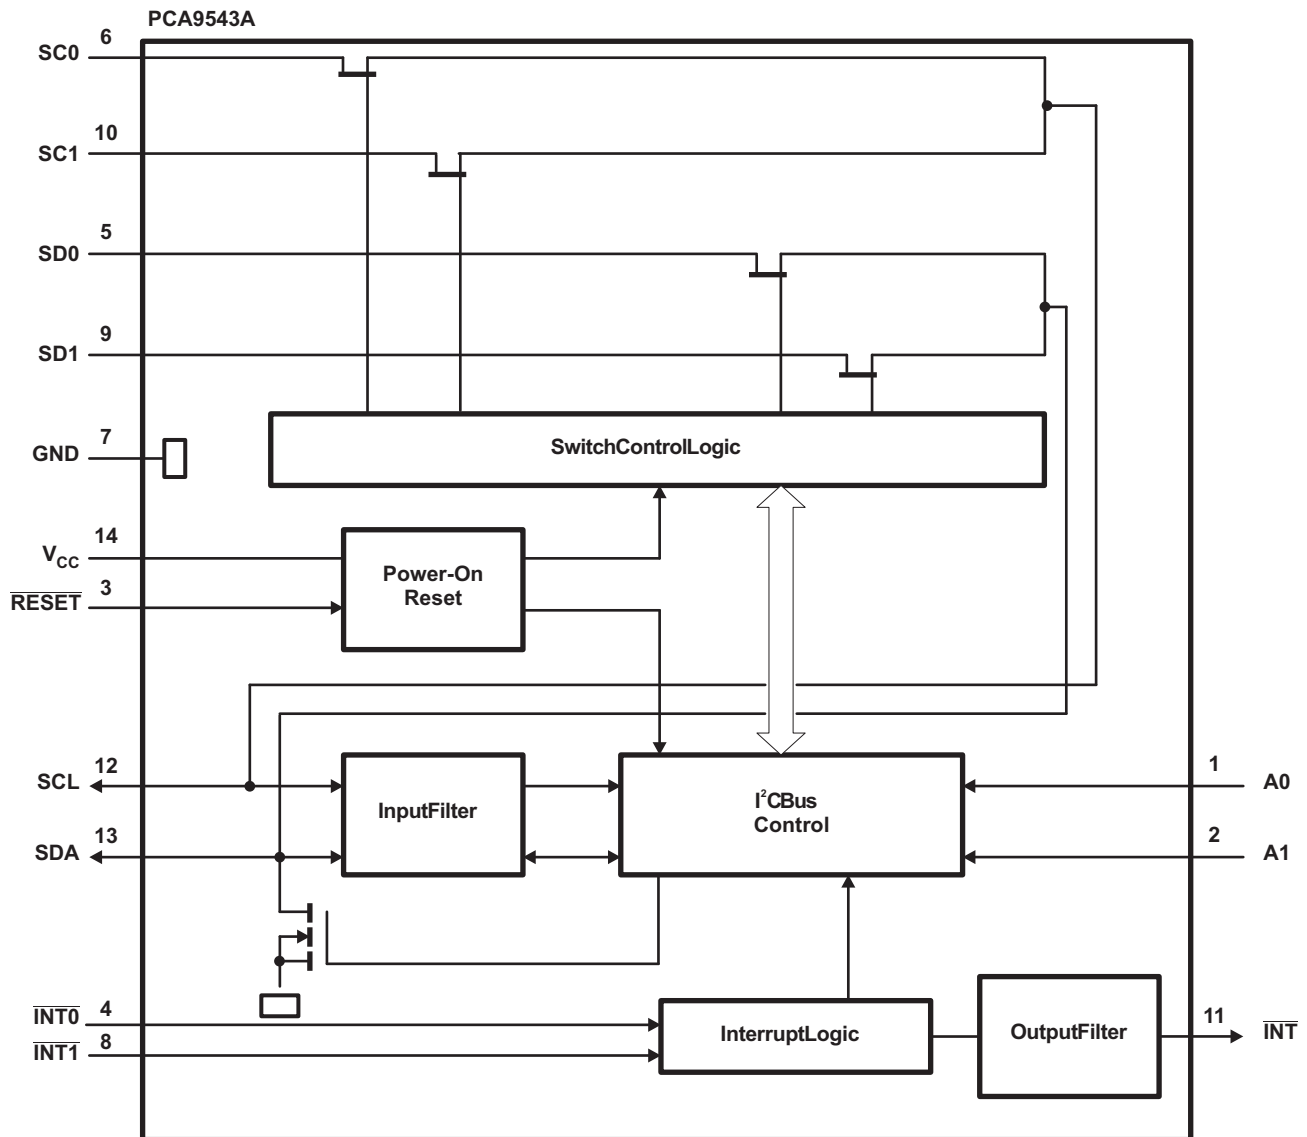 PCA9543A
6
SC0
10
SC1
5
SD0
9
SD1
7
GND
SwitchControlLogic
14
VCC
3
RESET
Power-On
Reset
12
SCL
13
SDA
InputFilter
I²CBus
Control
1
A0
2
A1
4
INT0
8
INT1
InterruptLogic
OutputFilter
11
INT